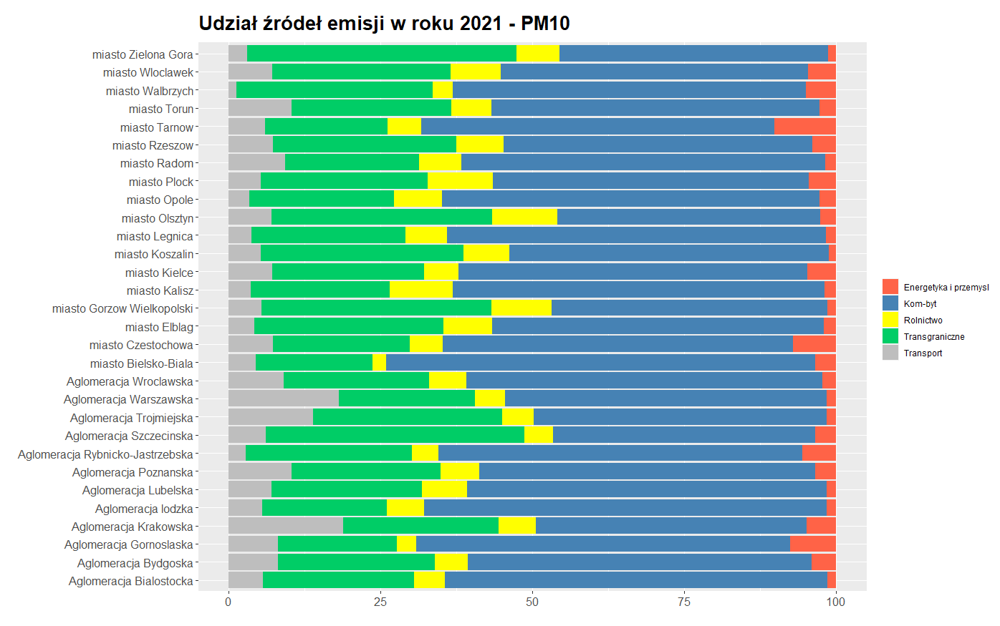 Udział źródeł emisji w roku 2021 - PM10
miasto Zielona Gora
miasto Wloclawek
miasto Walbrzych
miasto Torun
miasto Tarnow
miasto Rzeszow
miasto Radom
miasto Plock
miasto Opole
miasto Olsztyn
miasto Legnica
miasto Koszalin
miasto Kielce
miasto Kalisz
miasto Gorzow Wielkopolski
miasto Elblag
miasto Czestochowa
miasto Bielsko-Biala
Aglomeracja Wroclawska
Aglomeracja Warszawska
Aglomeracja Trojmiejska
Aglomeracja Szczecinska
Aglomeracja Rybnicko-Jastrzebska
Aglomeracja Poznanska
Aglomeracja Lubelska
Aglomeracja lodzka
Aglomeracja Krakowska
Aglomeracja Gornoslaska
Aglomeracja Bydgoska
Aglomeracja Bialostocka
0 25 50 75 100
Energetyka i przemysl
Kom-byt
Rolnictwo
Transgraniczne
Transport